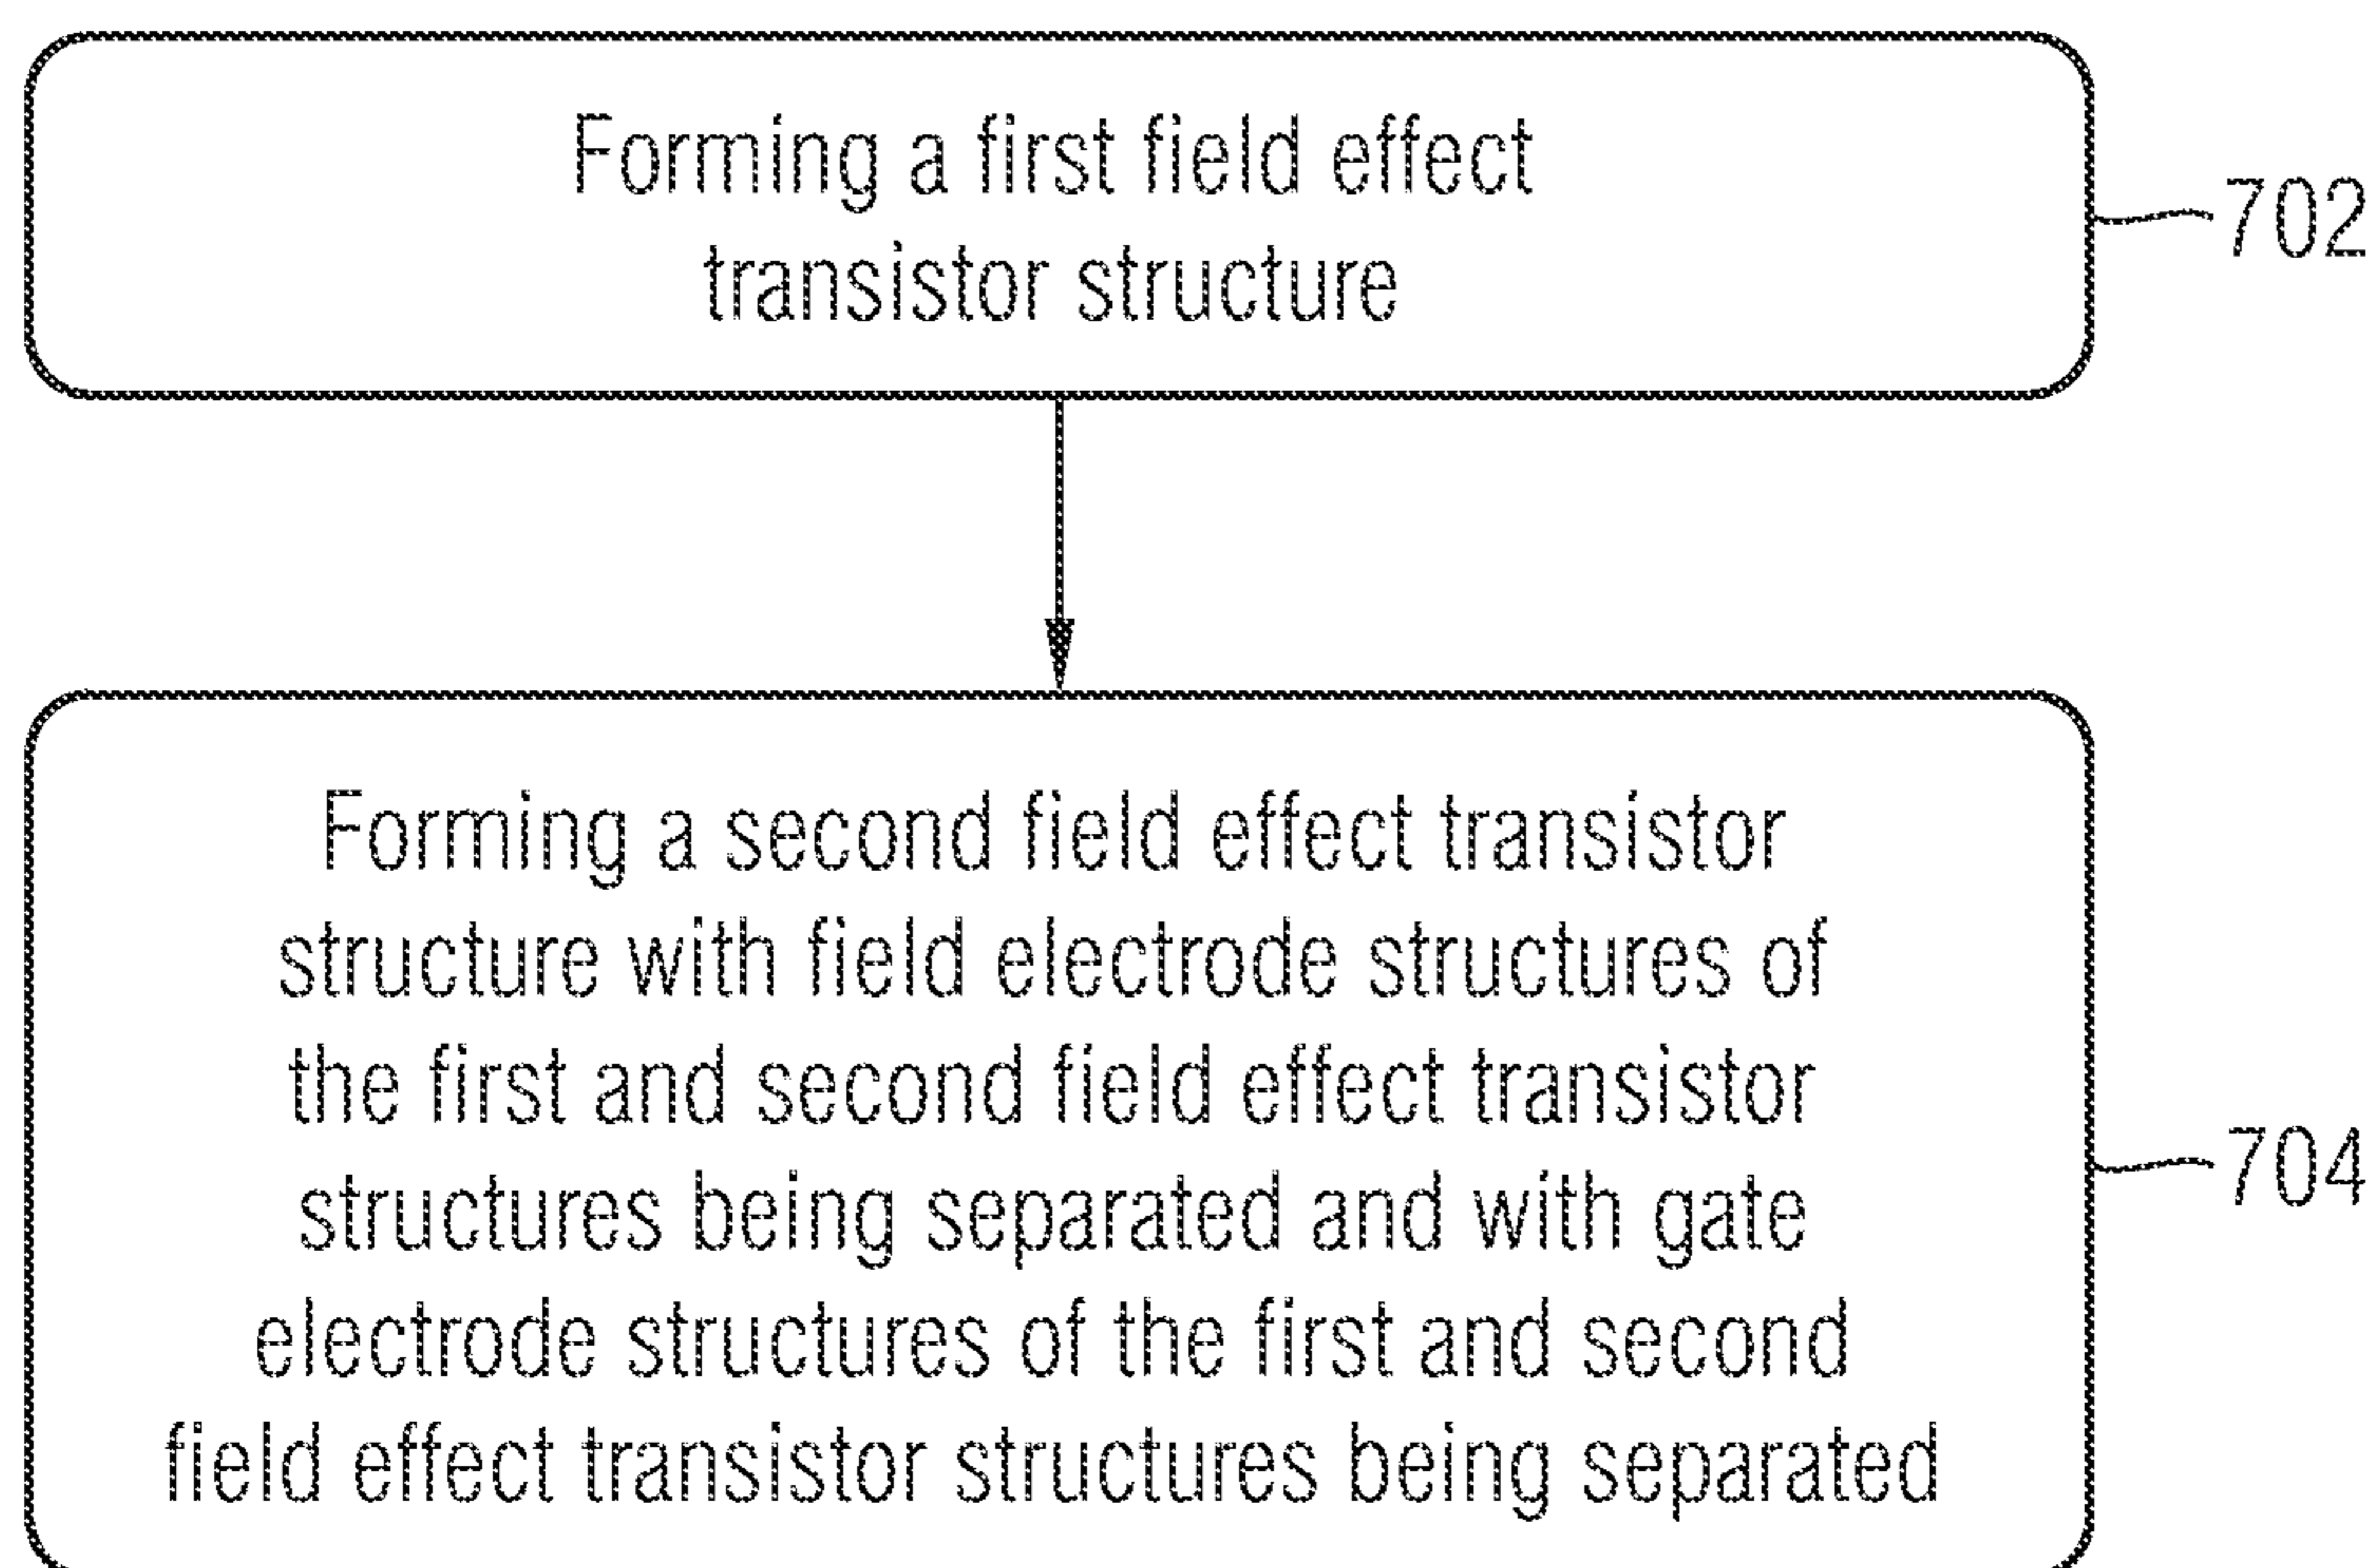 Forming a first field effect
transistor structure
702
Forming a second field effect transistor
structure with field electrode structures of
the first and second field effect transistor
structures being separated and with gate
electrode structures of the first and second
field effect transistor structures being separated
704